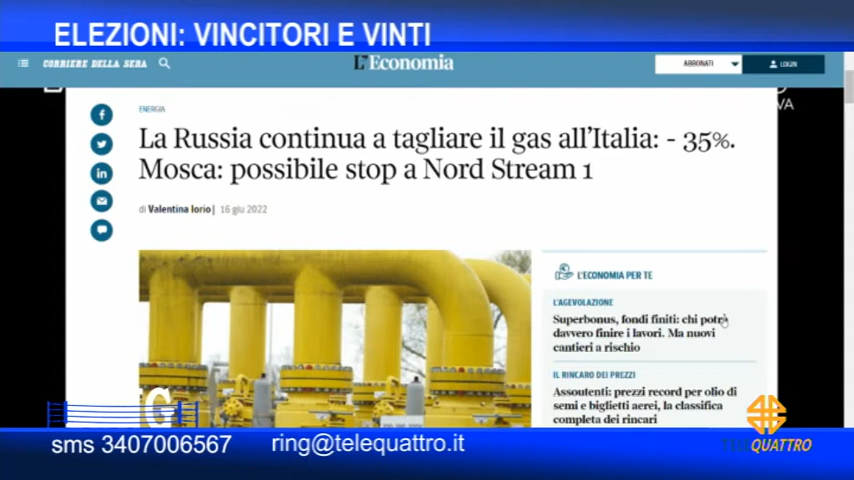 ELEZIONI: VINCITORI E VINTI
CORRIERE DELLA SERA
L'Economia
ABBONATI
LOGIN
VA
ENERGIA
La Russia continua a tagliare il gas all'Italia: - 35%.
Mosca: possibile stop a Nord Stream 1
di Valentina Iorio | 16 giu 2022
L'ECONOMIA PER TE
L'AGEVOLAZIONE
Superbonus, fondi finiti: chi potrà
davvero finire i lavori. Ma nuovi
cantieri a rischio
IL RINCARO DEI PREZZI
Assoutenti: prezzi record per olio di
semi e biglietti aerei, la classifica
completa dei rincari
G
sms 3407006567
ring@telequattro.it
TELEQUATTRO